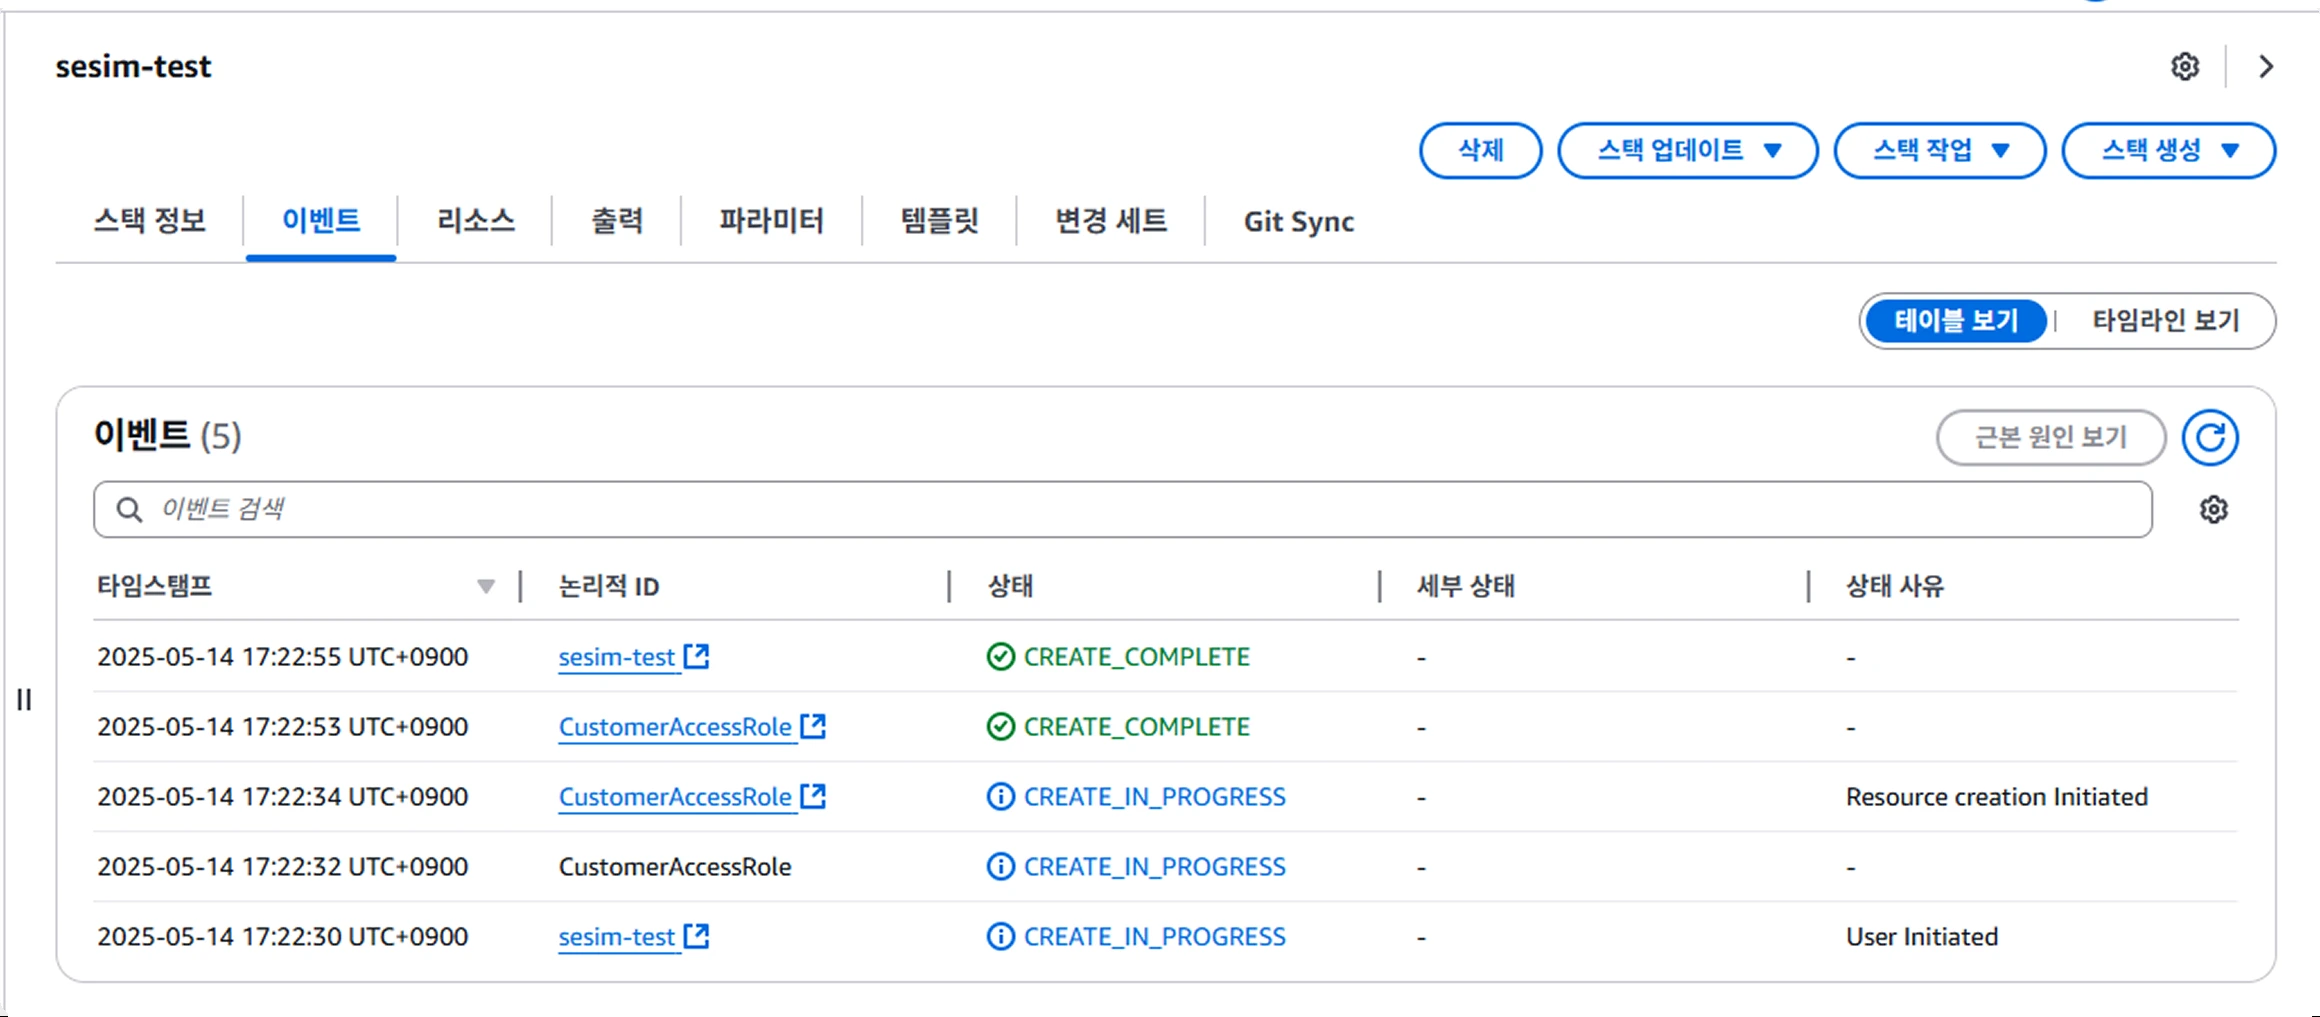 sesim-test
삭제 스택 업데이트 스택 작업 스택 생성
스택 정보 이벤트 리소스 출력 파라미터 템플릿 변경 세트 Git Sync
테이블 보기 타임라인 보기
이벤트 (5) 근본 원인 보기
이벤트 검색
타임스탬프 논리적 ID 상태 세부 상태 상태 사유
2025-05-14 17:22:55 UTC+0900 sesim-test CREATE_COMPLETE - -
2025-05-14 17:22:53 UTC+0900 CustomerAccessRole CREATE_COMPLETE - -
2025-05-14 17:22:34 UTC+0900 CustomerAccessRole CREATE_IN_PROGRESS - Resource creation Initiated
2025-05-14 17:22:32 UTC+0900 CustomerAccessRole CREATE_IN_PROGRESS - -
2025-05-14 17:22:30 UTC+0900 sesim-test CREATE_IN_PROGRESS - User Initiated